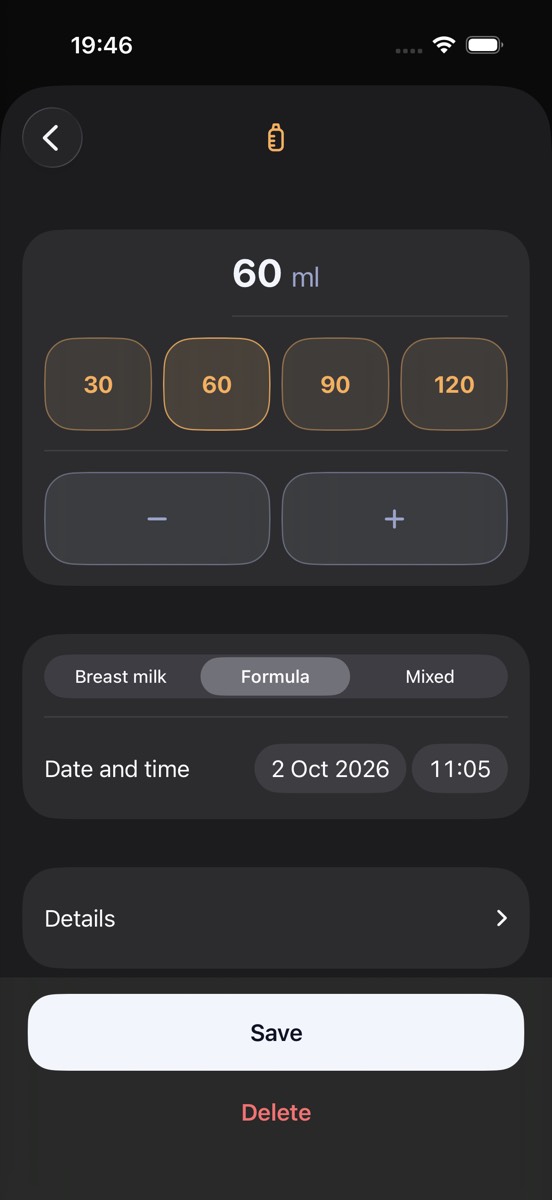 19:46
60 ml
30 60 90 120
− +
Breast milk Formula Mixed
Date and time 2 Oct 2026 11:05
Details
Save
Delete